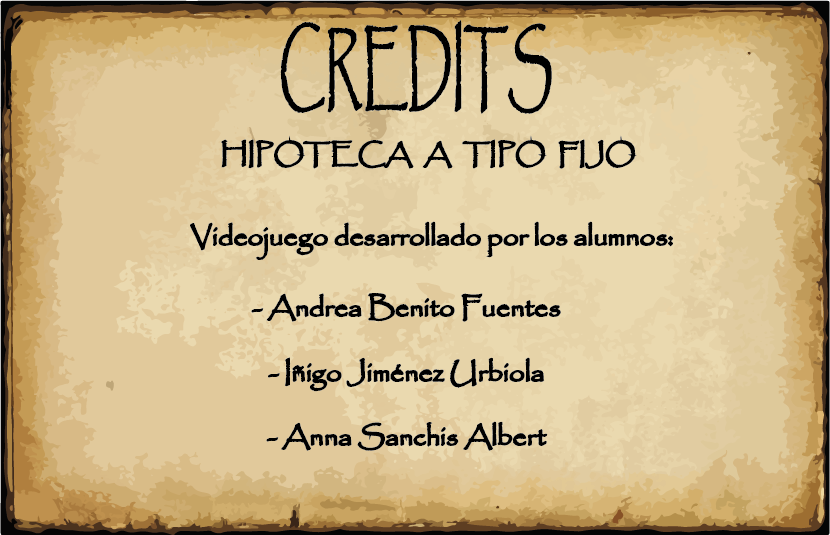 CREDITS
HIPOTECA A TIPO FIJO
Videojuego desarrollado por los alumnos:
- Andrea Benito Fuentes
- Iñigo Jiménez Urbiola
- Anna Sanchis Albert